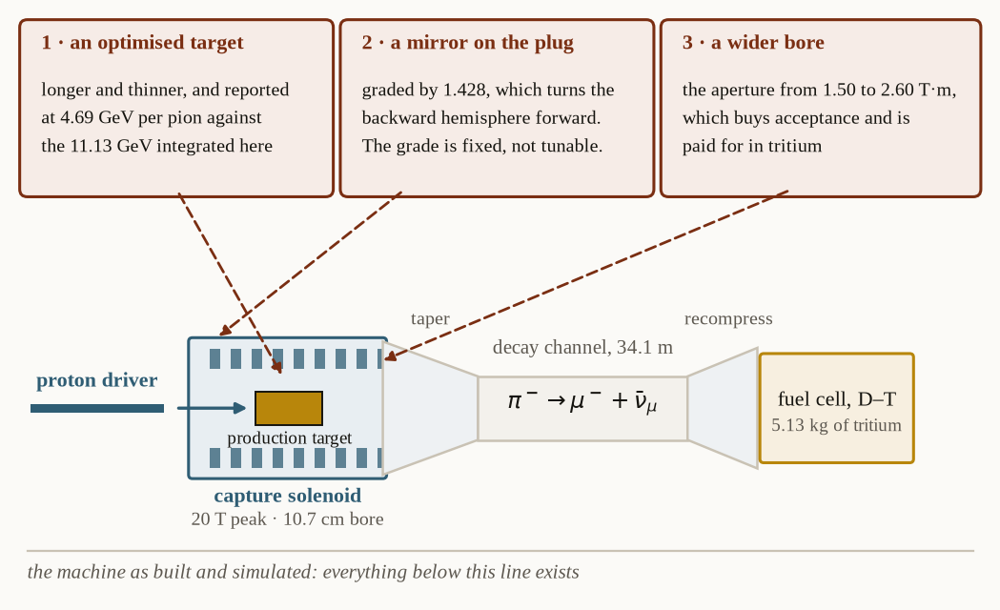 1 · an optimised target
longer and thinner, and reported
at 4.69 GeV per pion against
the 11.13 GeV integrated here
2 · a mirror on the plug
graded by 1.428, which turns the
backward hemisphere forward.
The grade is fixed, not tunable.
3 · a wider bore
the aperture from 1.50 to 2.60 T·m,
which buys acceptance and is
paid for in tritium
taper
recompress
decay channel, 34.1 m
proton driver
π⁻ → μ⁻ + ν̄μ
fuel cell, D–T
5.13 kg of tritium
production target
capture solenoid
20 T peak · 10.7 cm bore
the machine as built and simulated: everything below this line exists